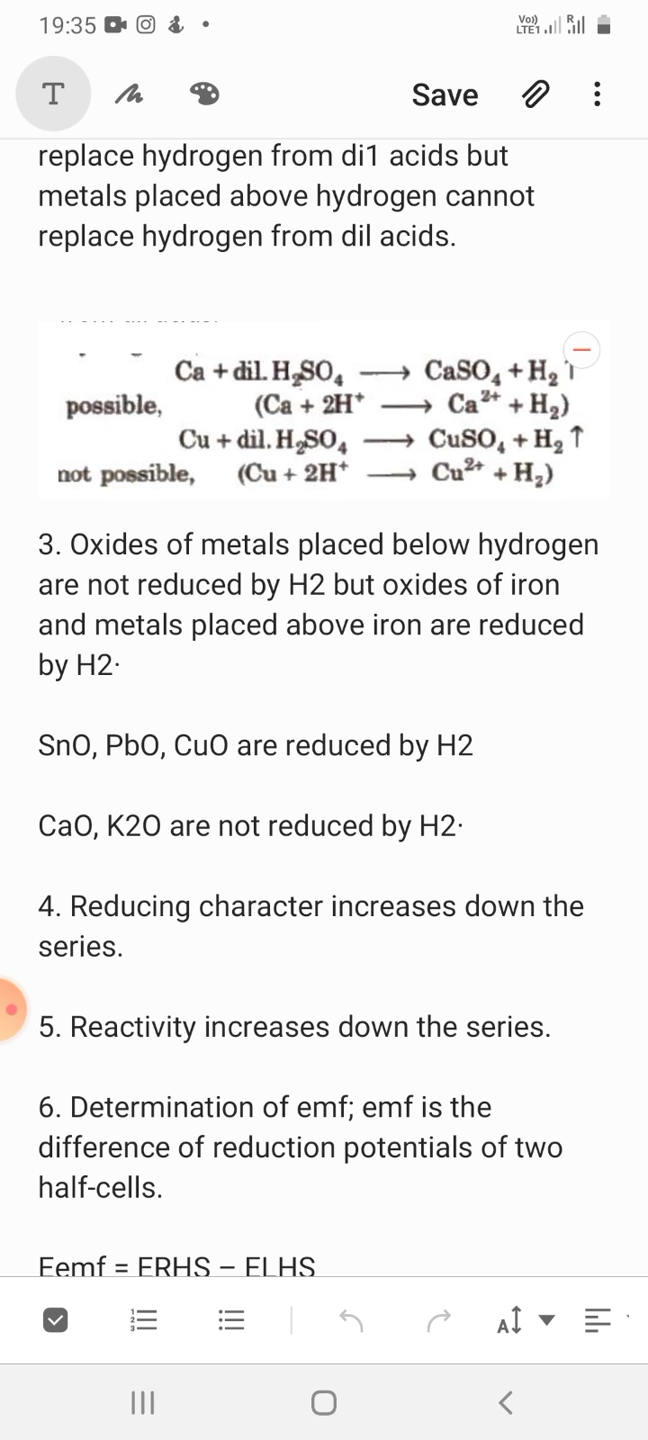 19:35
Vo))
LTE1
R
T
Save
replace hydrogen from di1 acids but
metals placed above hydrogen cannot
replace hydrogen from dil acids.
Ca + dil. H₂SO₄ ⟶ CaSO₄ + H₂ ↑
possible, (Ca + 2H⁺ ⟶ Ca²⁺ + H₂)
Cu + dil. H₂SO₄ ⟶ CuSO₄ + H₂ ↑
not possible, (Cu + 2H⁺ ⟶ Cu²⁺ + H₂)
3. Oxides of metals placed below hydrogen
are not reduced by H2 but oxides of iron
and metals placed above iron are reduced
by H2·
SnO, PbO, CuO are reduced by H2
CaO, K2O are not reduced by H2·
4. Reducing character increases down the
series.
5. Reactivity increases down the series.
6. Determination of emf; emf is the
difference of reduction potentials of two
half-cells.
Eemf = ERHS – ELHS
A